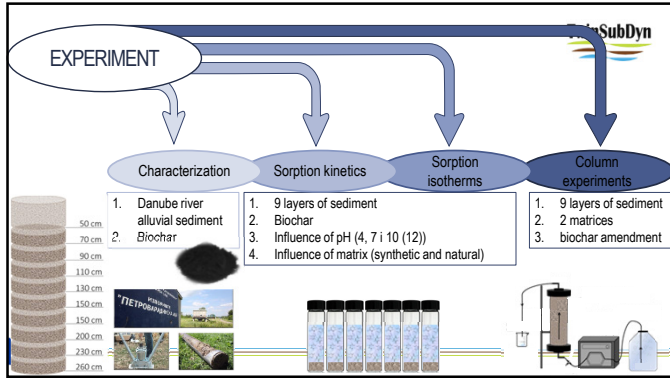 EXPERIMENT
Characterization
Sorption kinetics
Sorption
isotherms
Column
experiments
1. Danube river
alluvial sediment
2. Biochar
1. 9 layers of sediment
2. Biochar
3. Influence of pH (4, 7 i 10 (12))
4. Influence of matrix (synthetic and natural)
1. 9 layers of sediment
2. 2 matrices
3. biochar amendment
50 cm
70 cm
90 cm
110 cm
130 cm
150 cm
150 cm
200 cm
230 cm
260 cm